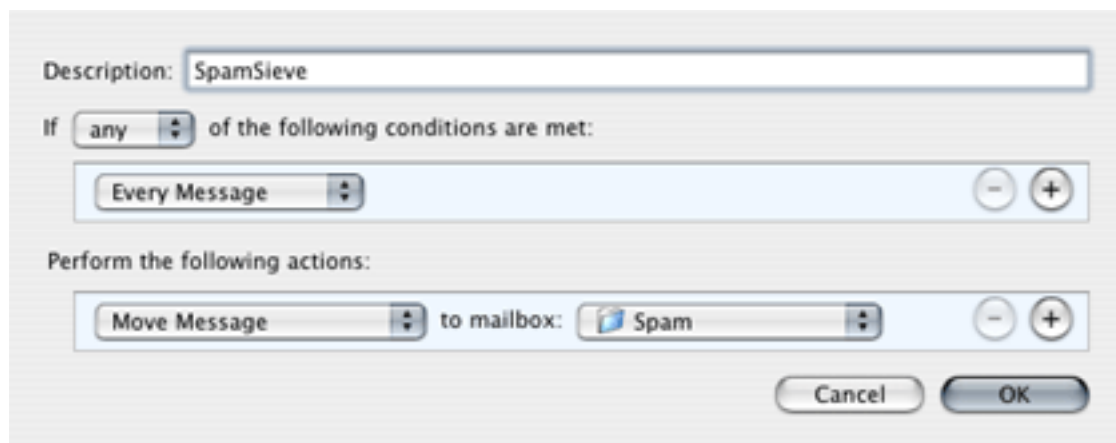 Description: SpamSieve
If any of the following conditions are met:
Every Message
Perform the following actions:
Move Message to mailbox: Spam
Cancel OK